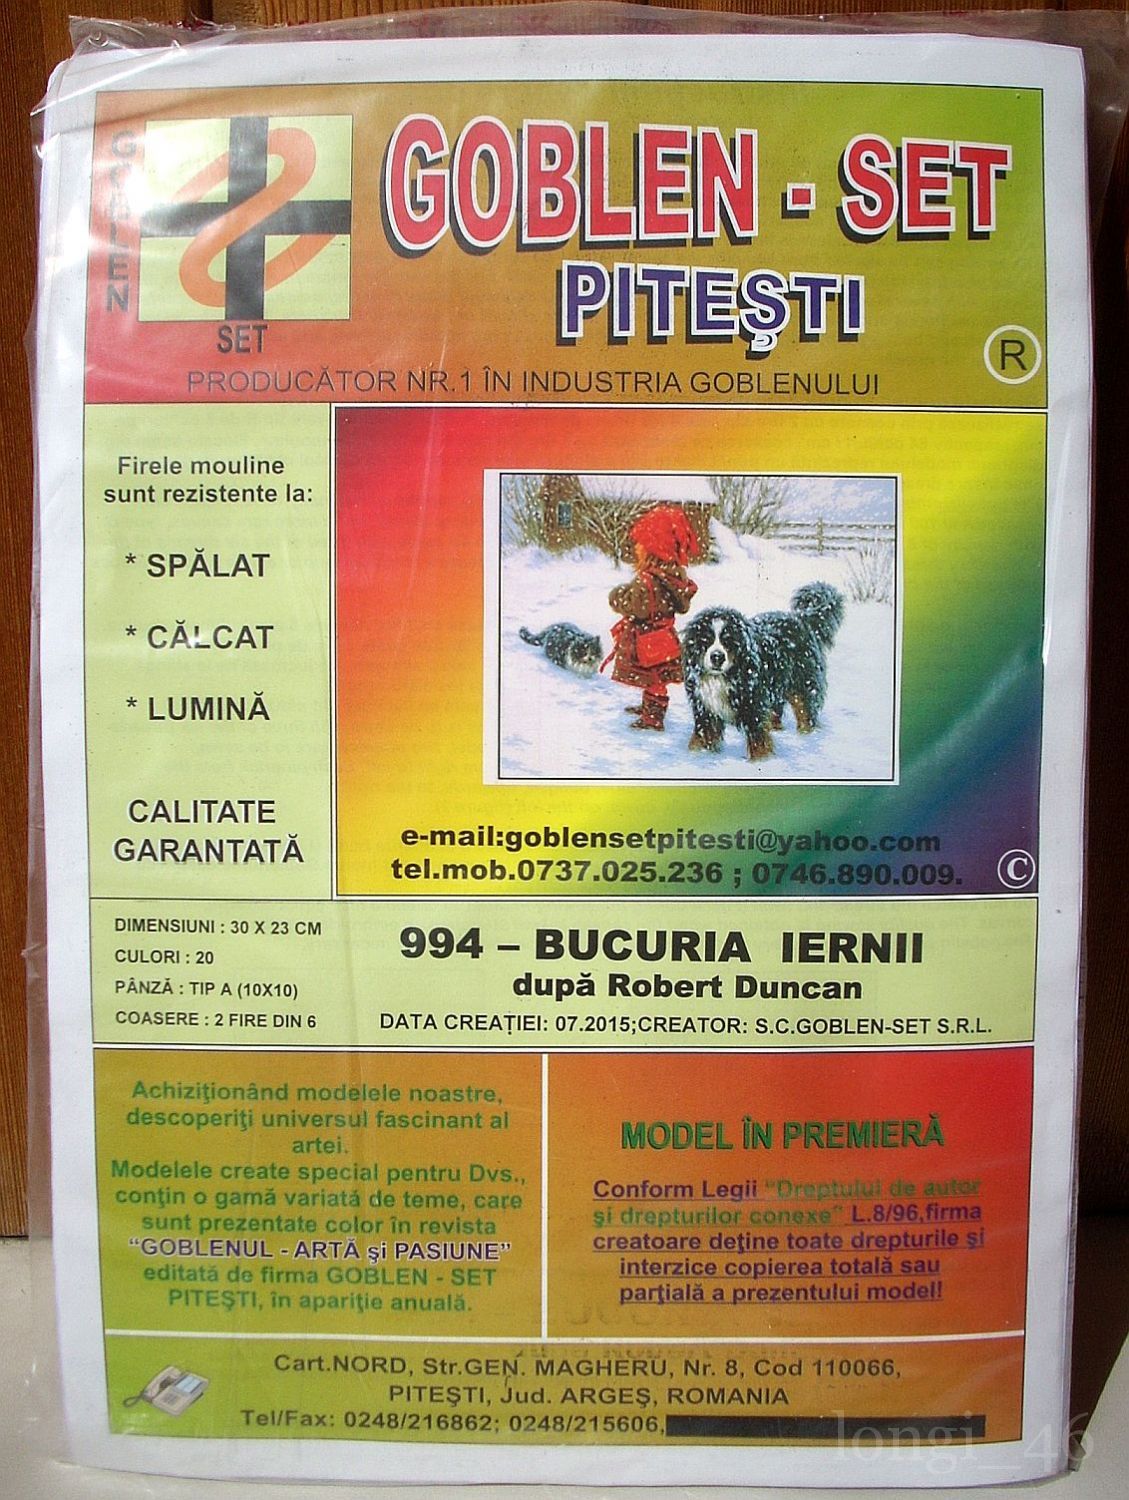 GOBLEN
SET
GOBLEN - SET
PITEȘTI
R
PRODUCĂTOR NR.1 ÎN INDUSTRIA GOBLENULUI
Firele mouline
sunt rezistente la:
* SPĂLAT
* CĂLCAT
* LUMINĂ
CALITATE
GARANTATĂ
e-mail:goblensetpitesti@yahoo.com
tel.mob.0737.025.236 ; 0746.890.009.
C
DIMENSIUNI : 30 X 23 CM
CULORI : 20
PÂNZĂ : TIP A (10X10)
COASERE : 2 FIRE DIN 6
994 – BUCURIA IERNII
după Robert Duncan
DATA CREAȚIEI: 07.2015;CREATOR: S.C.GOBLEN-SET S.R.L.
Achiziţionând modelele noastre,
descoperiţi universul fascinant al
artei.
Modelele create special pentru Dvs.,
conţin o gamă variată de teme, care
sunt prezentate color în revista
“GOBLENUL - ARTĂ şi PASIUNE”
editată de firma GOBLEN - SET
PITEŞTI, în apariţie anuală.
MODEL ÎN PREMIERĂ
Conform Legii “Dreptului de autor
şi drepturilor conexe” L.8/96,firma
creatoare deţine toate drepturile şi
interzice copierea totală sau
parţială a prezentului model!
Cart.NORD, Str.GEN. MAGHERU, Nr. 8, Cod 110066,
PITEŞTI, Jud. ARGEŞ, ROMANIA
Tel/Fax: 0248/216862; 0248/215606,
longi_46